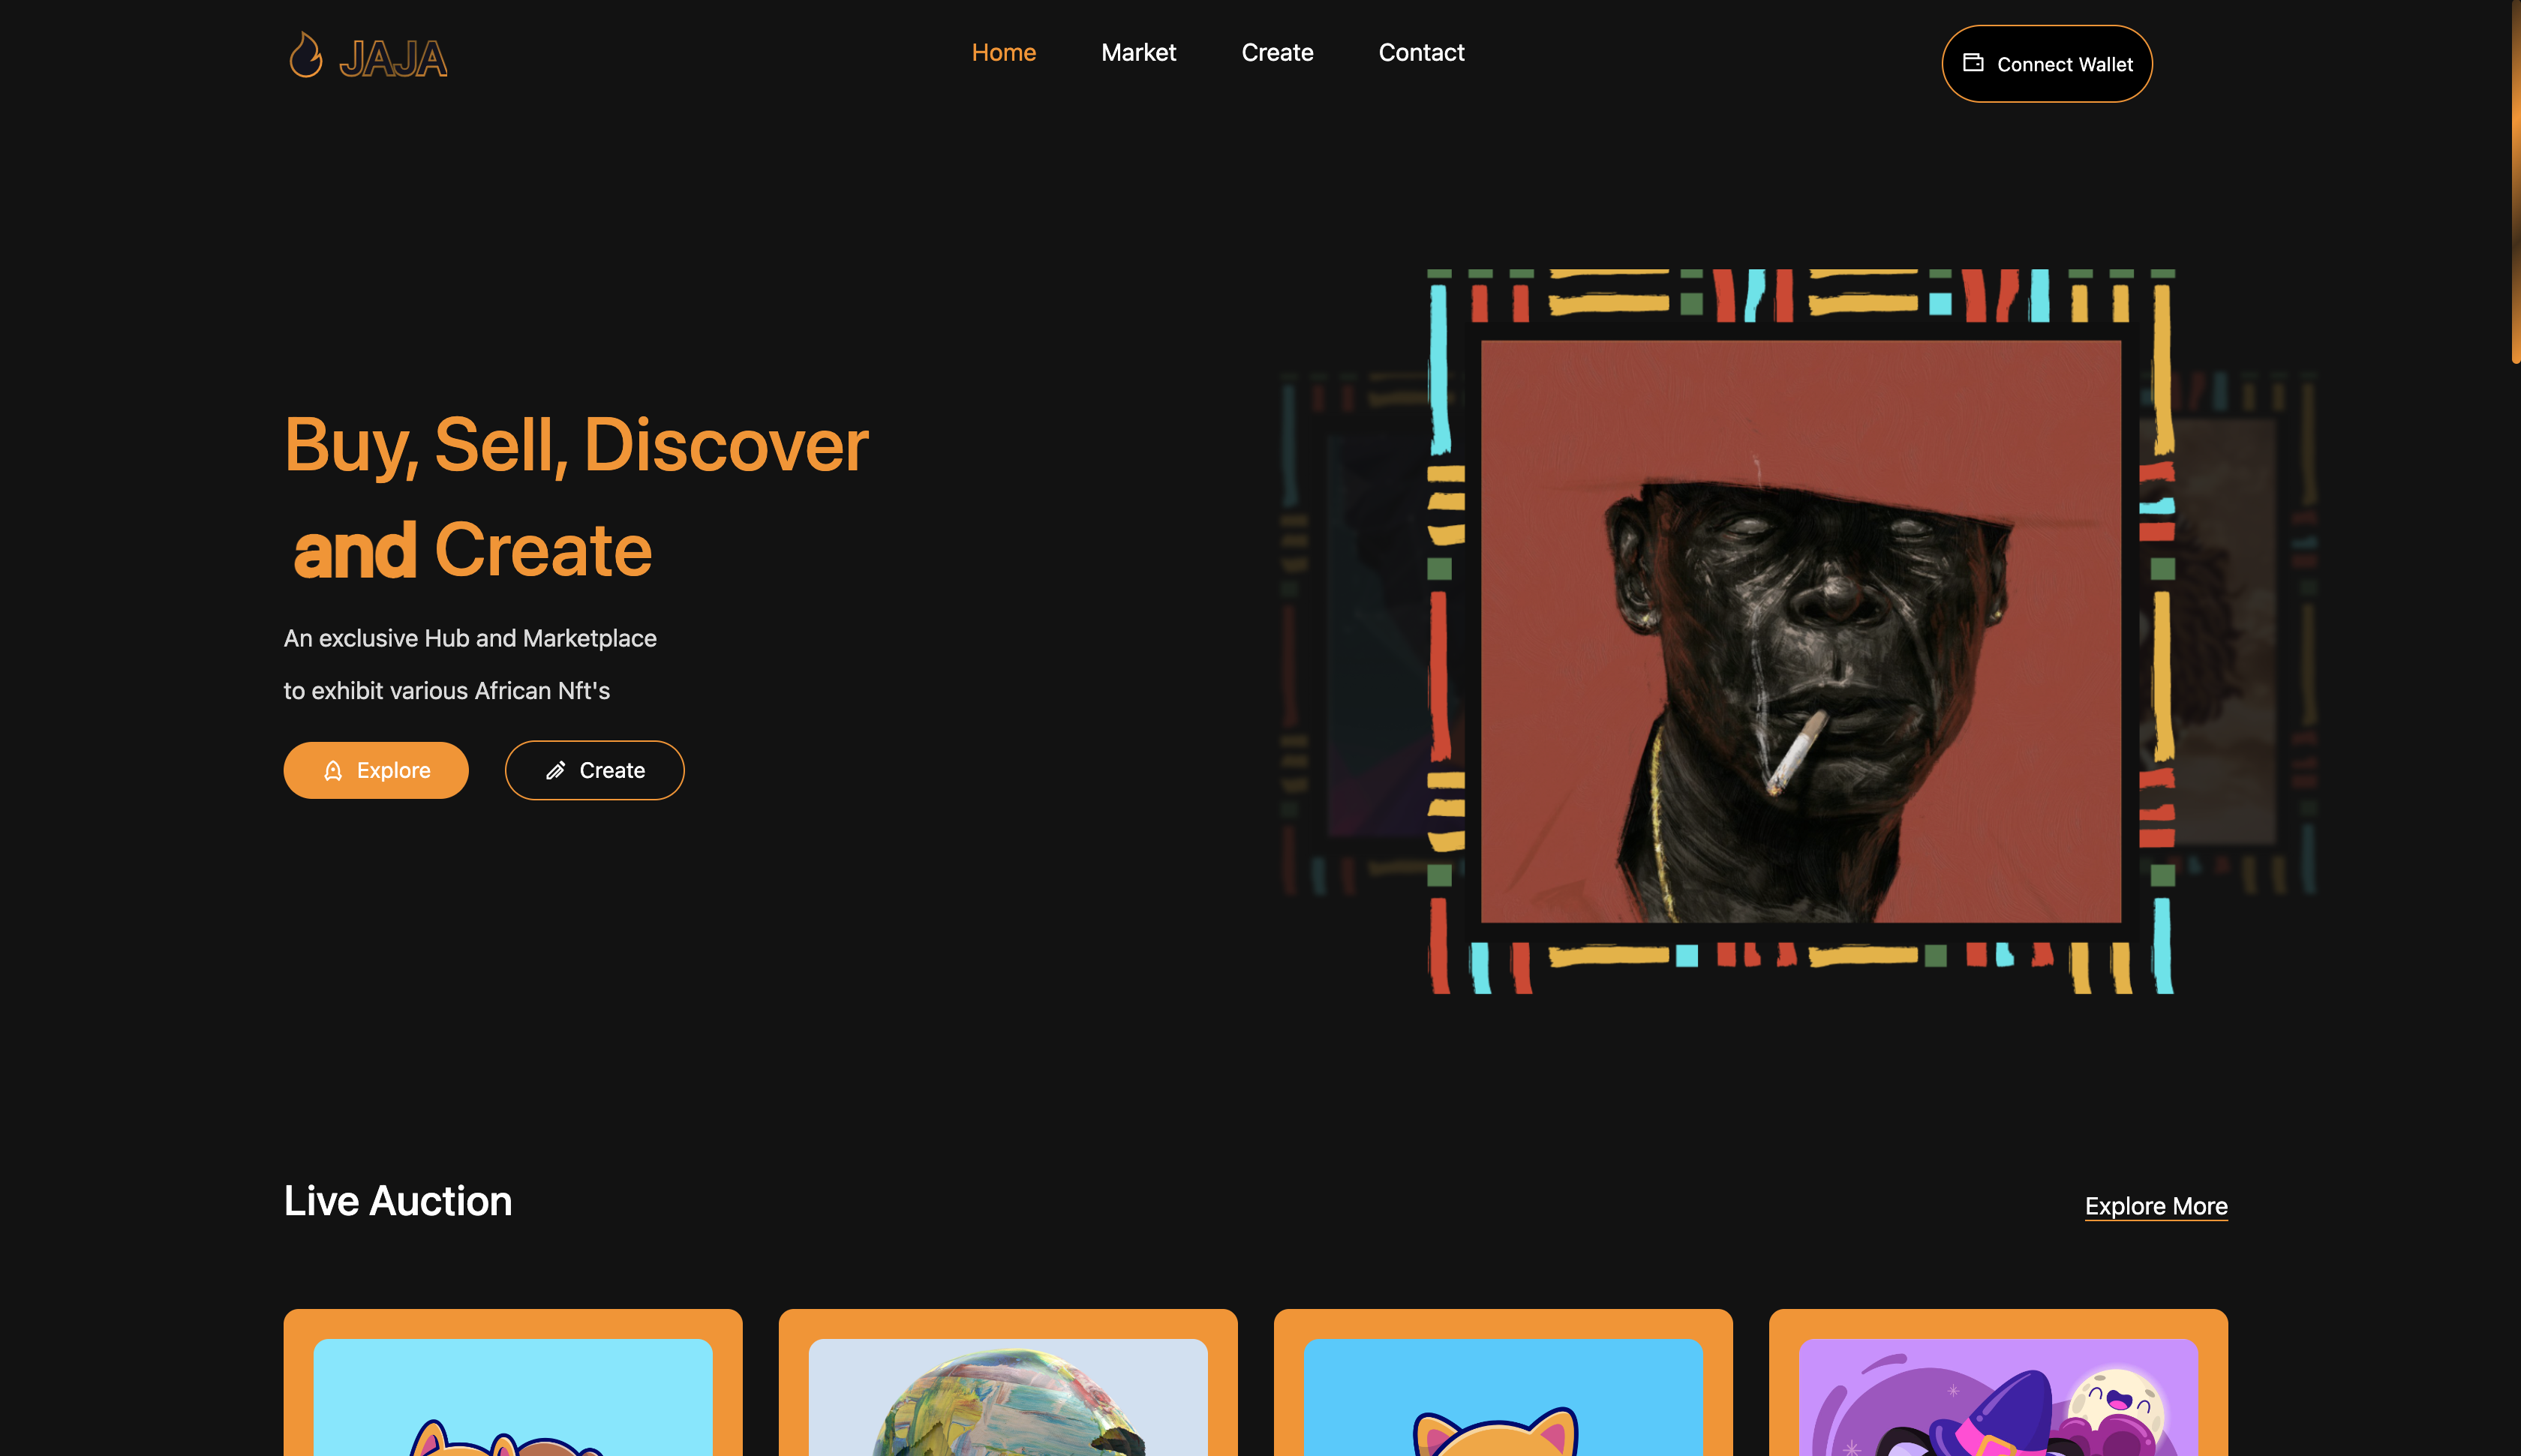 JAJA
Home
Market
Create
Contact
Connect Wallet
Buy, Sell, Discover
and Create
An exclusive Hub and Marketplace
to exhibit various African Nft's
Explore
Create
Live Auction
Explore More